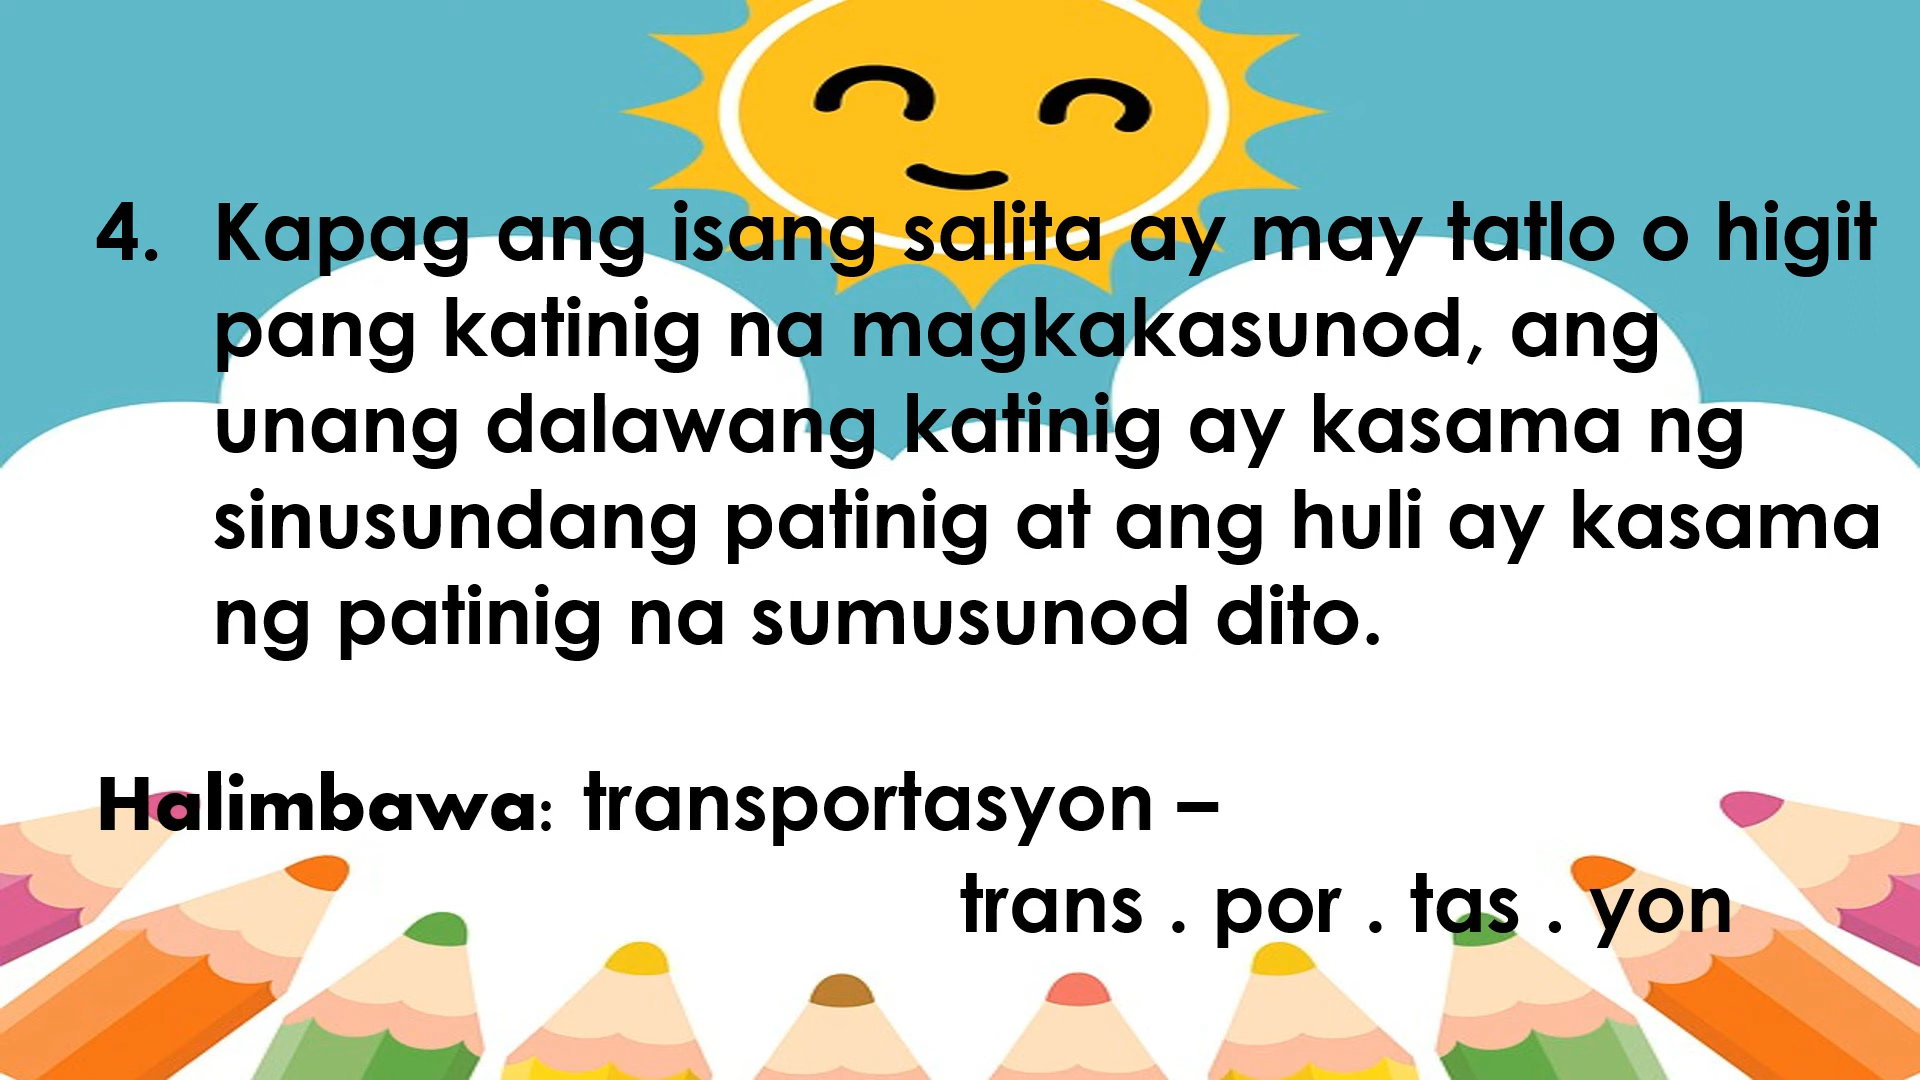 4. Kapag ang isang salita ay may tatlo o higit
pang katinig na magkakasunod, ang
unang dalawang katinig ay kasama ng
sinusundang patinig at ang huli ay kasama
ng patinig na sumusunod dito.
Halimbawa: transportasyon –
trans . por . tas . yon